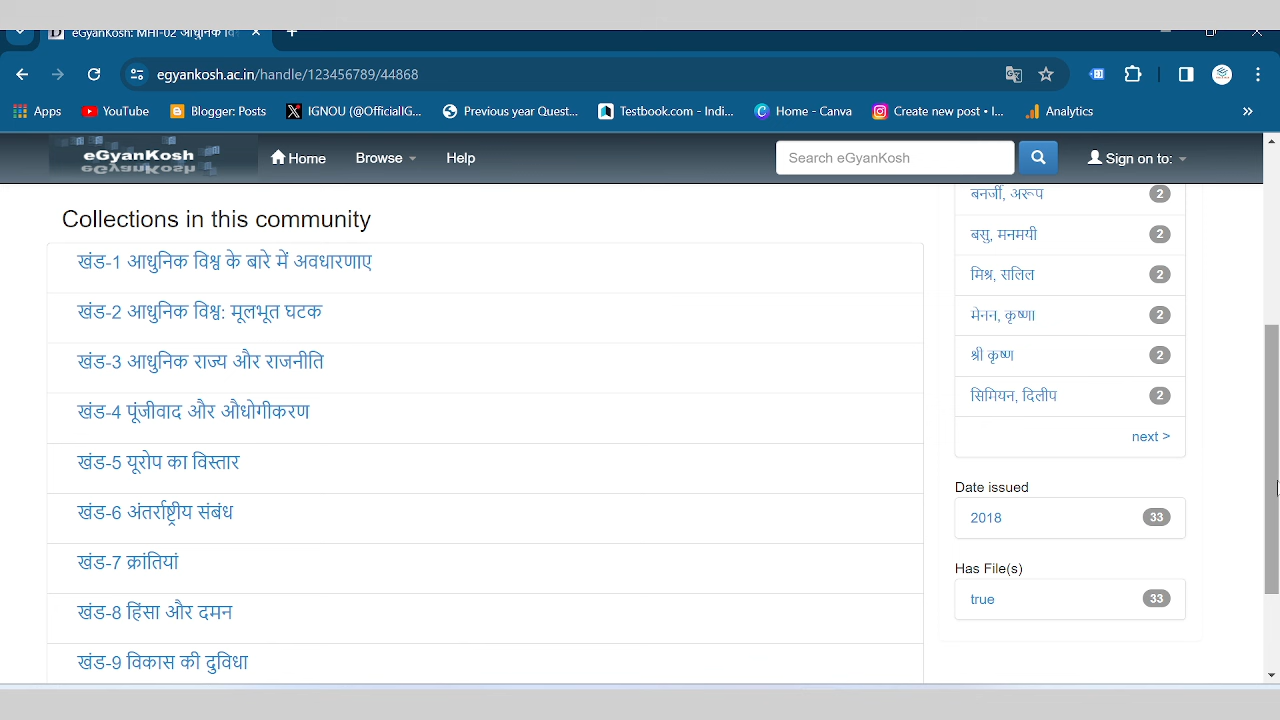 eGyanKosh: MHI-02 आधुनिक
egyankosh.ac.in/handle/123456789/44868
Apps YouTube Blogger: Posts IGNOU (@OfficialIG... Previous year Quest... Testbook.com - Indi... Home - Canva Create new post • I... Analytics
eGyanKosh Home Browse Help Search eGyanKosh Sign on to:
Collections in this community
खंड-1 आधुनिक विश्व के बारे में अवधारणाए
खंड-2 आधुनिक विश्व: मूलभूत घटक
खंड-3 आधुनिक राज्य और राजनीति
खंड-4 पूंजीवाद और औधोगीकरण
खंड-5 यूरोप का विस्तार
खंड-6 अंतर्राष्ट्रीय संबंध
खंड-7 क्रांतियां
खंड-8 हिंसा और दमन
खंड-9 विकास की दुविधा
बनर्जी, अरूप 2
बसु, मनमयी 2
मिश्र, सलिल 2
मेनन, कृष्णा 2
श्री कृष्ण 2
सिमियन, दिलीप 2
next >
Date issued
2018 33
Has File(s)
true 33